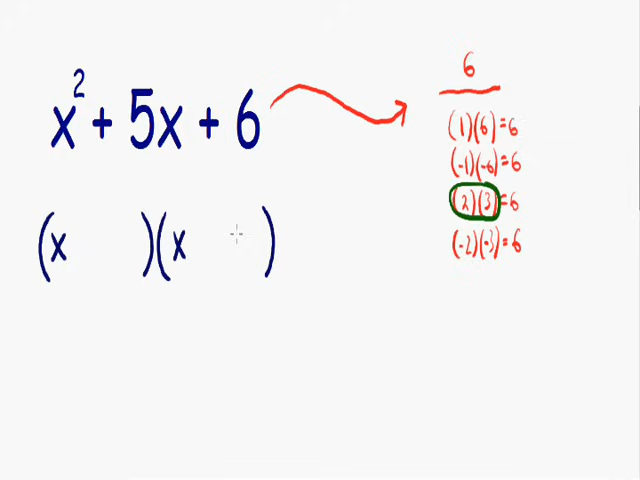 x² + 5x + 6
(x )(x )
6
(1)(6)=6
(-1)(-6)=6
(2)(3)=6
(-2)(-3)=6